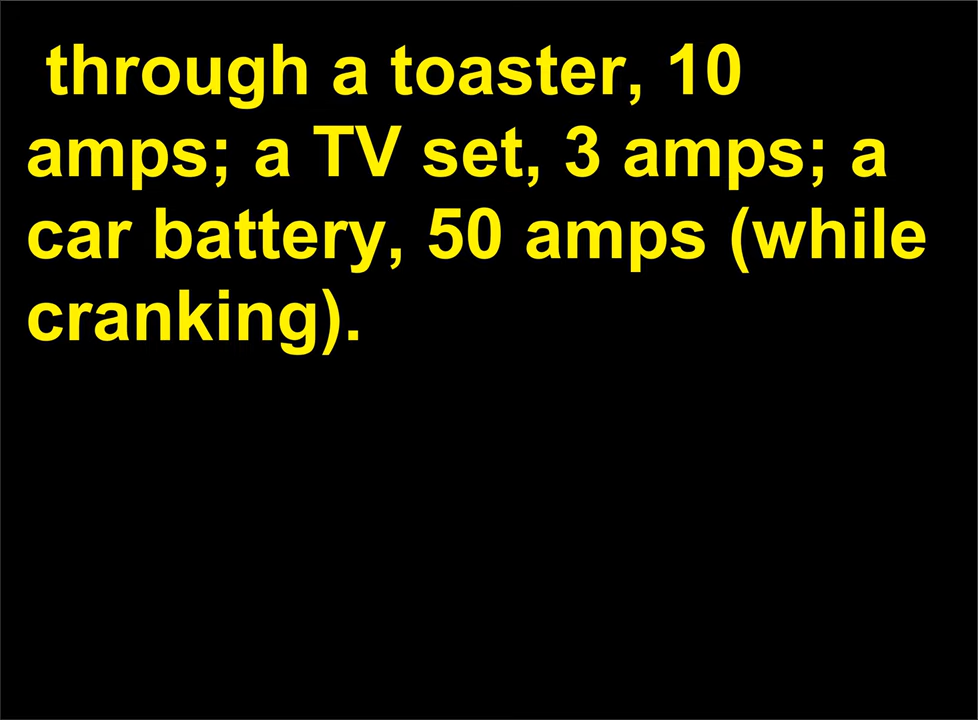 through a toaster, 10
amps; a TV set, 3 amps; a
car battery, 50 amps (while
cranking).